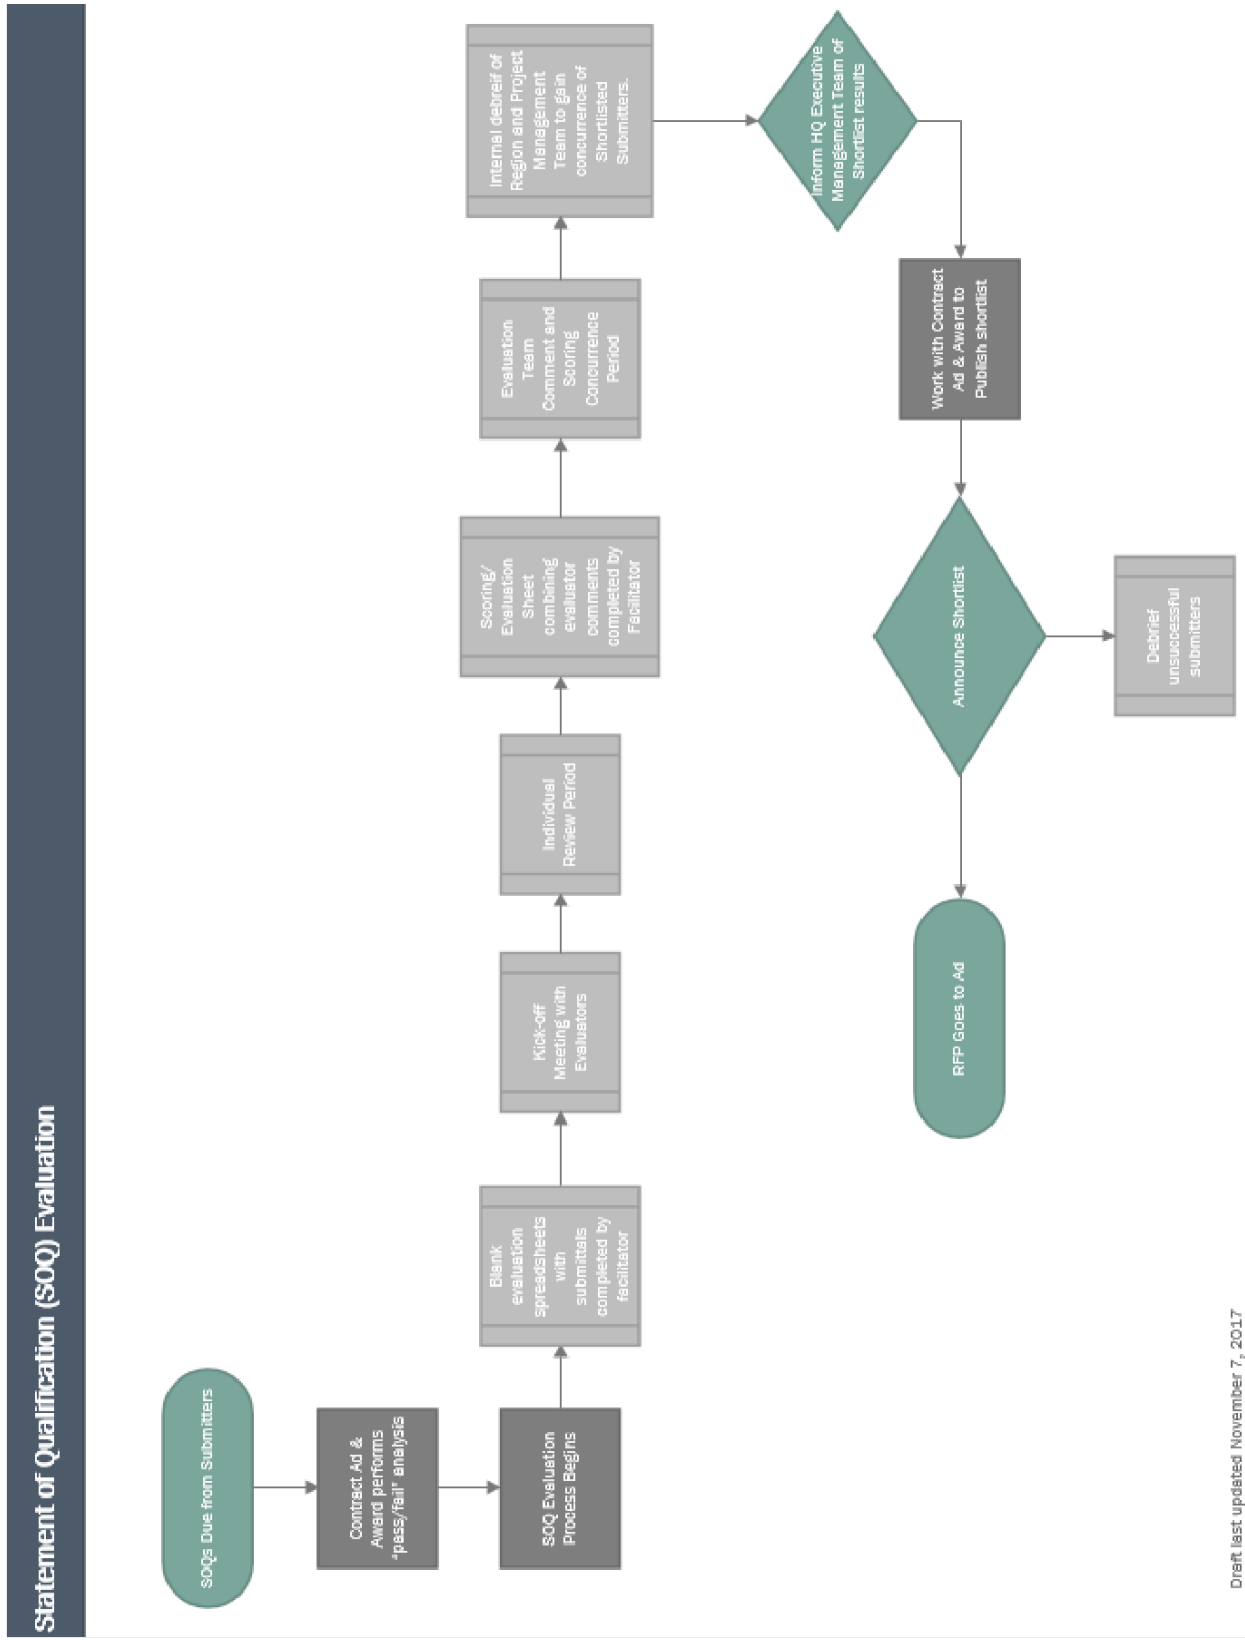 Statement of Qualification (SOQ) Evaluation
SOQs Due from Submitters
Contract Ad &
Award performs
"pass/fail" analysis
SOQ Evaluation
Process Begins
Blank
evaluation
spreadsheets
with
submittals
completed by
facilitator
Kick-off
Meeting with
Evaluators
Individual
Review Period
Scoring/
Evaluation
Sheet
combining
evaluator
comments
completed by
Facilitator
Evaluation
Team
Comment and
Scoring
Concurrence
Period
Internal debreif of
Region and Project
Management
Team to gain
concurrence of
Shortlisted
Submitters.
Inform HQ Executive
Management Team of
Shortlist results
Work with Contract
Ad & Award to
Publish shortlist
Announce Shortlist
Debrief
unsuccessful
submitters
RFP Goes to Ad
Draft last updated November 7, 2017